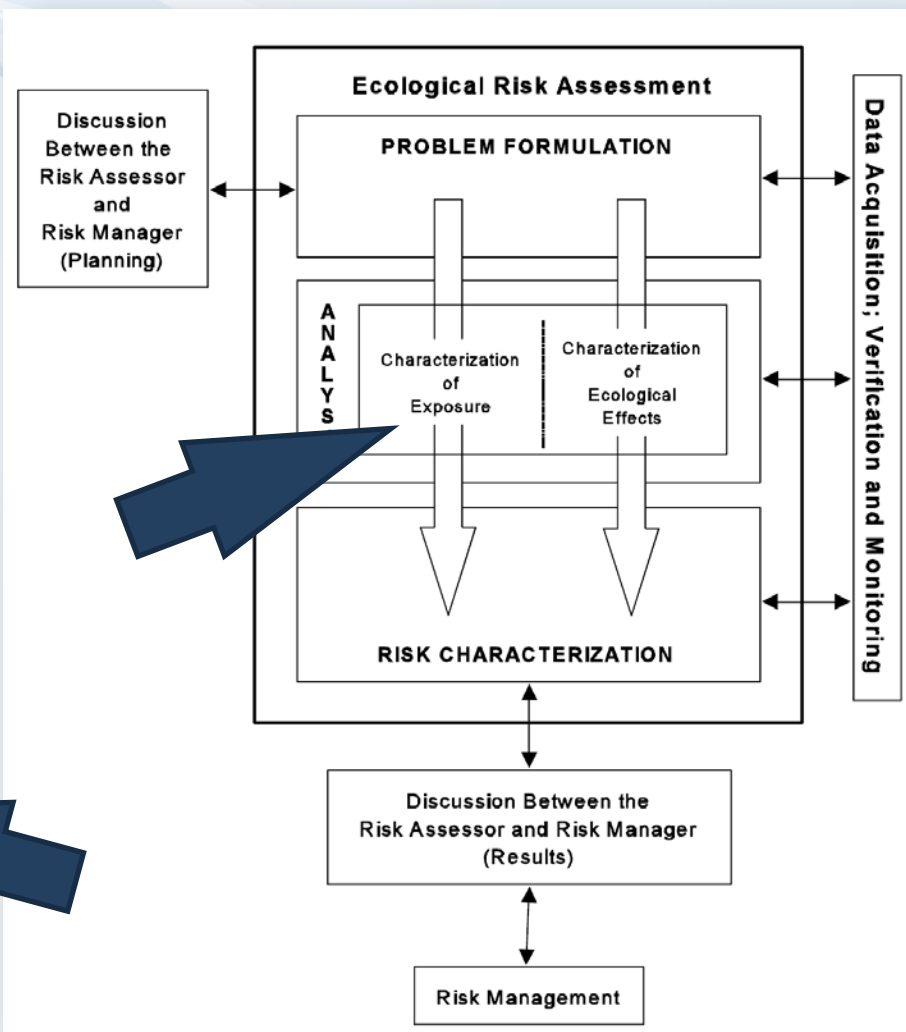 Ecological Risk Assessment
Discussion
Between the
Risk Assessor
and
Risk Manager
(Planning)
PROBLEM FORMULATION
ANALYS
Characterization
of
Exposure
Characterization
of
Ecological
Effects
RISK CHARACTERIZATION
Data Acquisition; Verification and Monitoring
Discussion Between the
Risk Assessor and Risk Manager
(Results)
Risk Management